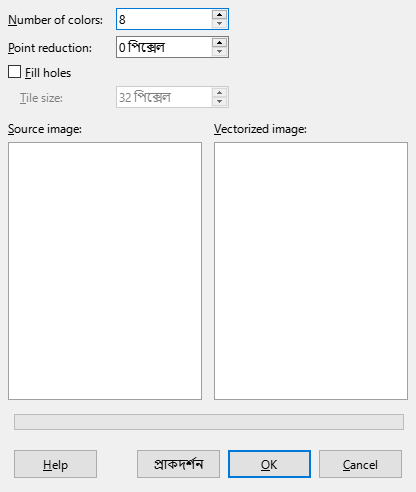 Number of colors: 8
Point reduction: 0 পিক্সেল
Fill holes
Tile size: 32 পিক্সেল
Source image: Vectorized image:
Help প্রাকদর্শন OK Cancel